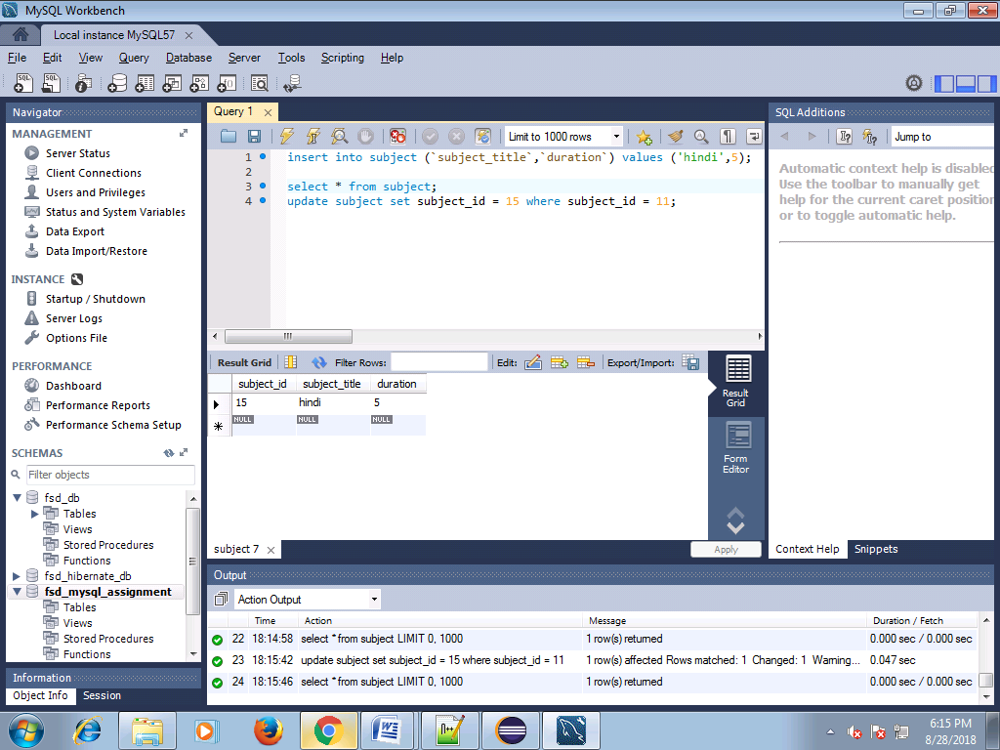 MySQL Workbench
Local instance MySQL57
File Edit View Query Database Server Tools Scripting Help
Navigator
MANAGEMENT
Server Status
Client Connections
Users and Privileges
Status and System Variables
Data Export
Data Import/Restore
INSTANCE
Startup / Shutdown
Server Logs
Options File
PERFORMANCE
Dashboard
Performance Reports
Performance Schema Setup
SCHEMAS
Filter objects
fsd_db
Tables
Views
Stored Procedures
Functions
fsd_hibernate_db
fsd_mysql_assignment
Tables
Views
Stored Procedures
Functions
Information
Object Info Session
Query 1
Limit to 1000 rows
1 insert into subject (`subject_title`,`duration`) values ('hindi',5);
2
3 select * from subject;
4 update subject set subject_id = 15 where subject_id = 11;
Result Grid Filter Rows: Edit: Export/Import:
subject_id subject_title duration
15 hindi 5
NULL NULL NULL
Result Grid
Form Editor
subject 7
Apply
SQL Additions
Jump to
Automatic context help is disabled
Use the toolbar to manually get
help for the current caret position
or to toggle automatic help.
Context Help Snippets
Output
Action Output
Time Action Message Duration / Fetch
22 18:14:58 select * from subject LIMIT 0, 1000 1 row(s) returned 0.000 sec / 0.000 sec
23 18:15:42 update subject set subject_id = 15 where subject_id = 11 1 row(s) affected Rows matched: 1 Changed: 1 Warning... 0.047 sec
24 18:15:46 select * from subject LIMIT 0, 1000 1 row(s) returned 0.000 sec / 0.000 sec
6:15 PM
8/28/2018